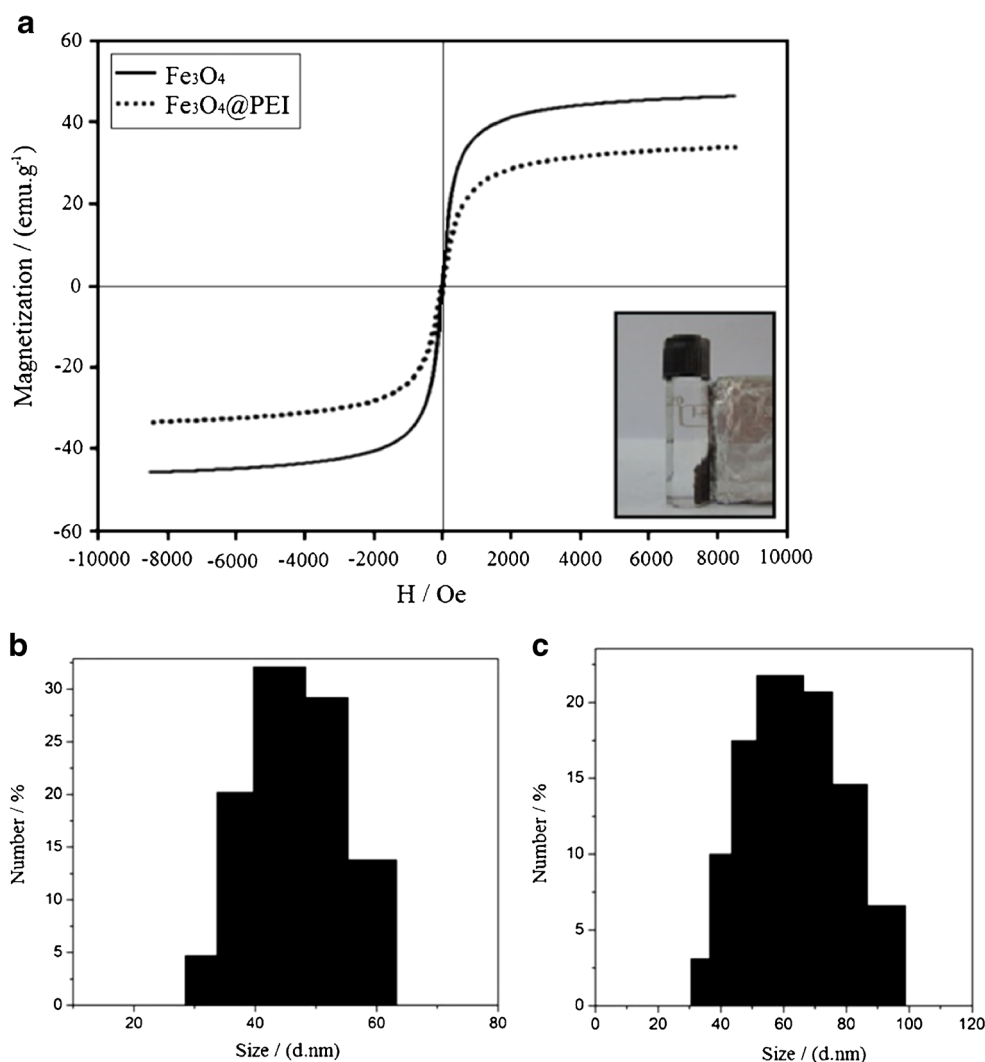 a
60
40
20
0
-20
-40
-60
Magnetization / (emu.g⁻¹)
Fe₃O₄
Fe₃O₄@PEI
-10000 -8000 -6000 -4000 -2000 0 2000 4000 6000 8000 10000
H / Oe
b
30
25
20
15
10
5
0
Number / %
20 40 60 80
Size / (d.nm)
c
20
15
10
5
0
Number / %
0 20 40 60 80 100 120
Size / (d.nm)